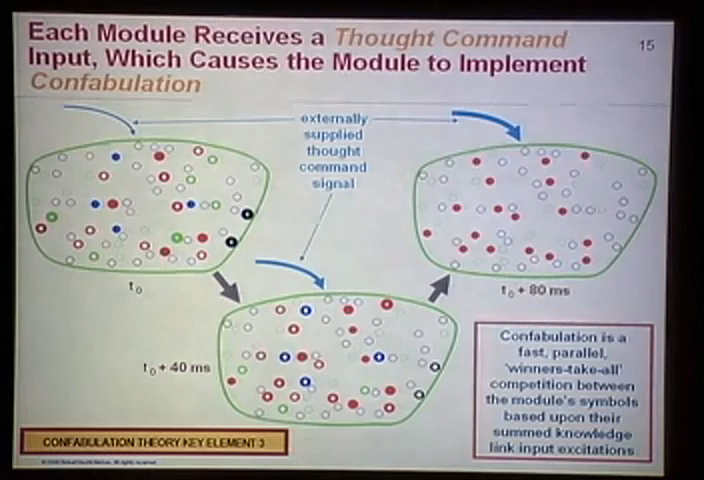 Each Module Receives a Thought Command
Input, Which Causes the Module to Implement
Confabulation
15
externally
supplied
thought
command
signal
t0
t0 + 40 ms
t0 + 80 ms
Confabulation is a
fast, parallel,
'winners-take-all'
competition between
the module's symbols
based upon their
summed knowledge
link input excitations
CONFABULATION THEORY KEY ELEMENT 3